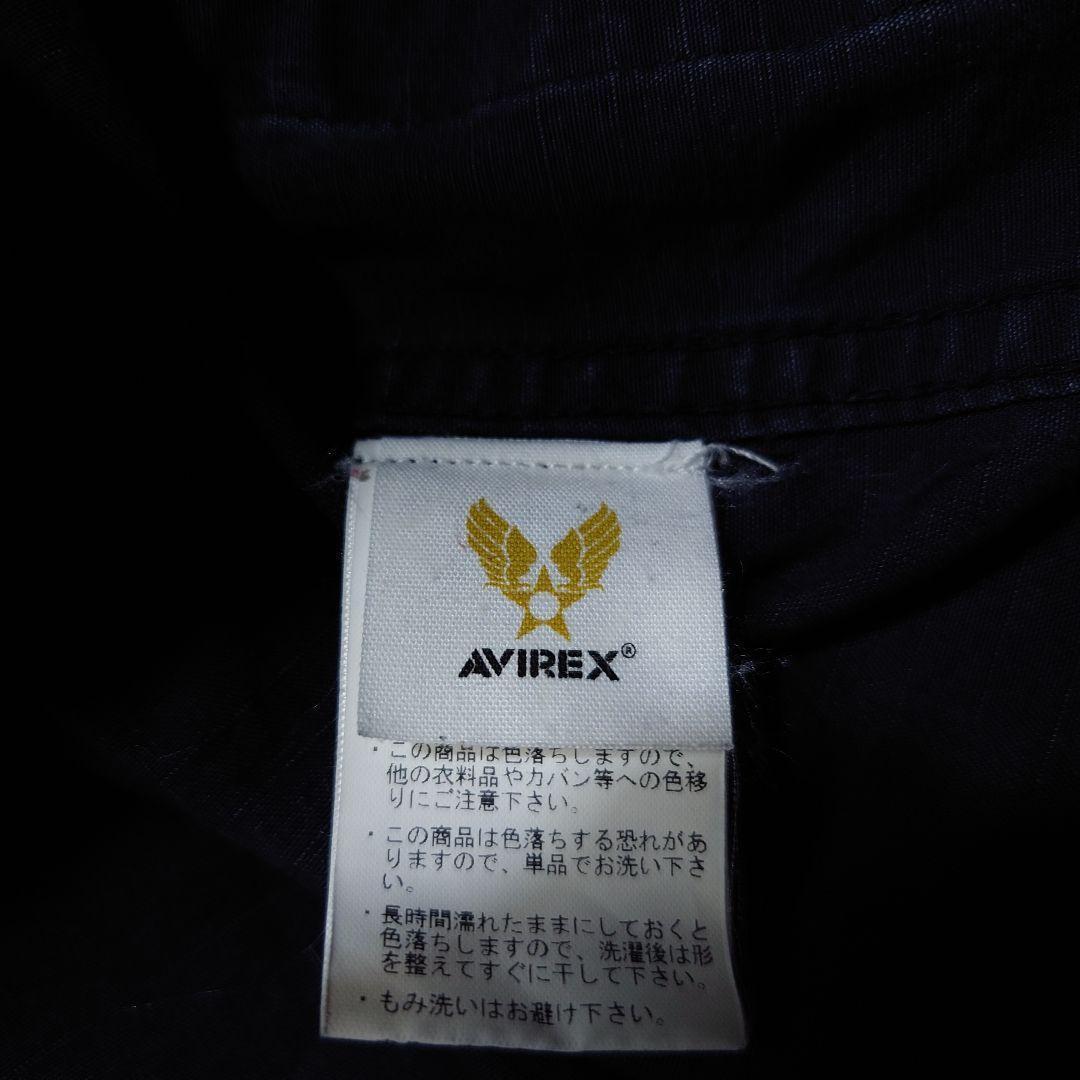 AVIREX®
・この商品は色落ちしますので、
他の衣料品やカバン等への色移
りにご注意下さい。
・この商品は色落ちする恐れがあ
りますので、単品でお洗い下さ
い。
・長時間濡れたままにしておくと
色落ちしますので、洗濯後は形
を整えてすぐに干して下さい。
・もみ洗いはお避け下さい。